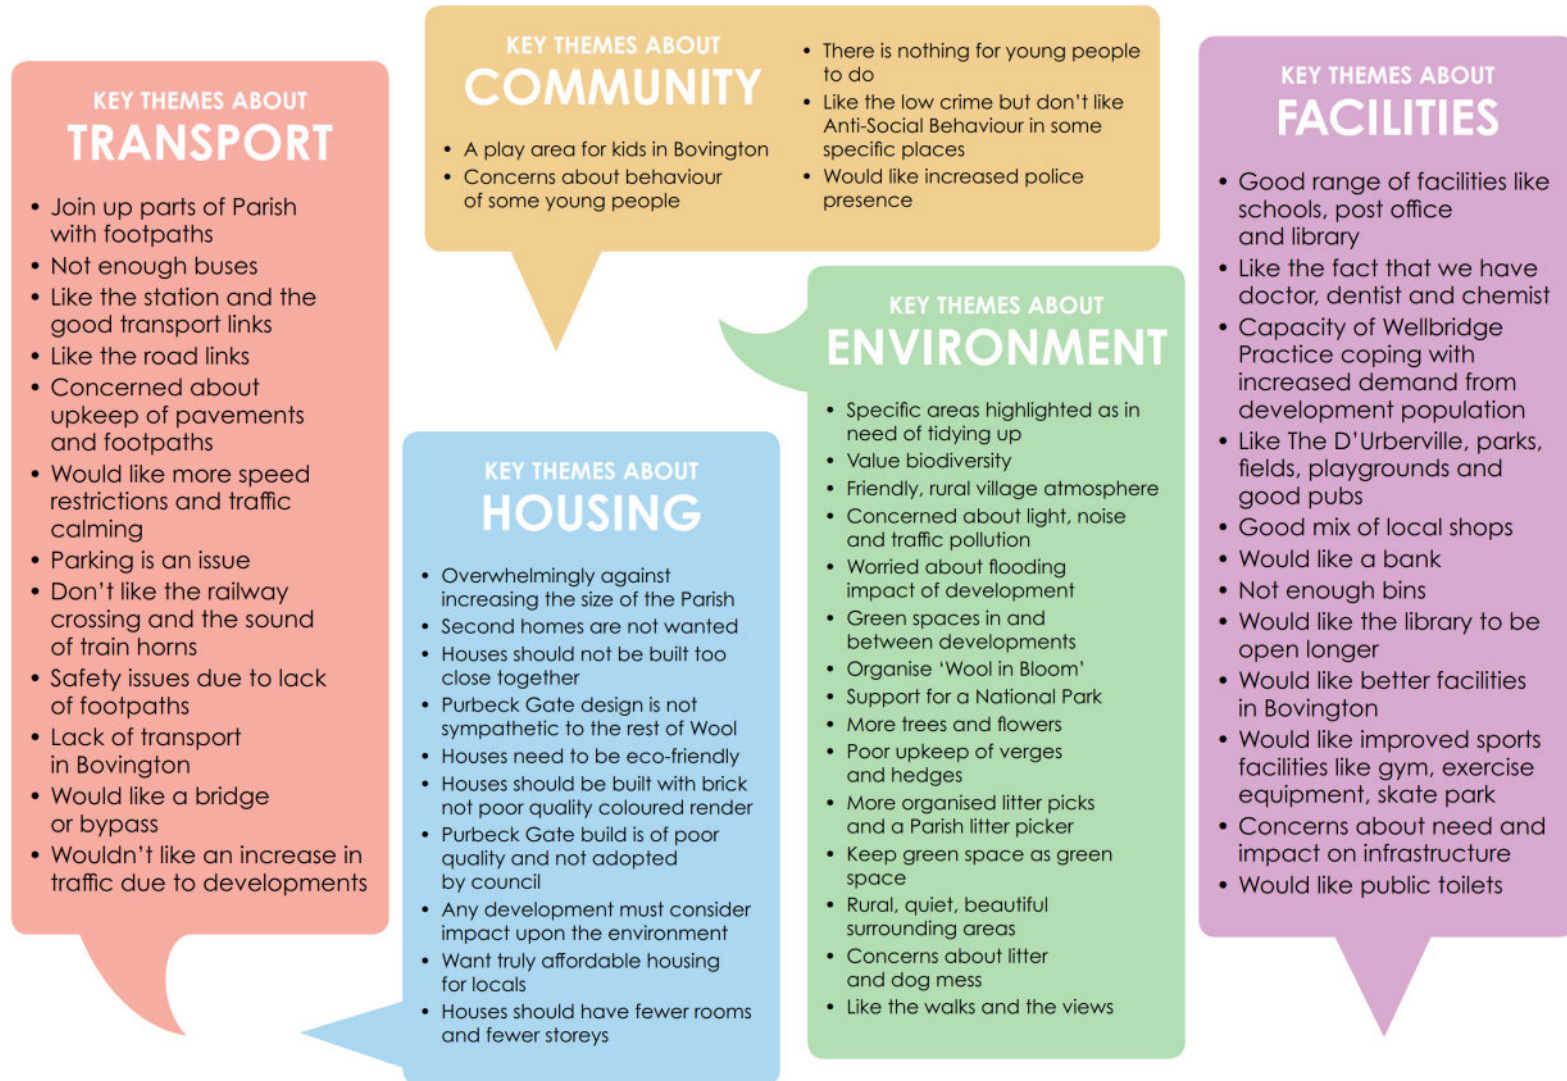 KEY THEMES ABOUT
TRANSPORT
• Join up parts of Parish
with footpaths
• Not enough buses
• Like the station and the
good transport links
• Like the road links
• Concerned about
upkeep of pavements
and footpaths
• Would like more speed
restrictions and traffic
calming
• Parking is an issue
• Don't like the railway
crossing and the sound
of train horns
• Safety issues due to lack
of footpaths
• Lack of transport
in Bovington
• Would like a bridge
or bypass
• Wouldn't like an increase in
traffic due to developments
KEY THEMES ABOUT
COMMUNITY
• A play area for kids in Bovington
• Concerns about behaviour
of some young people
• There is nothing for young people
to do
• Like the low crime but don't like
Anti-Social Behaviour in some
specific places
• Would like increased police
presence
KEY THEMES ABOUT
HOUSING
• Overwhelmingly against
increasing the size of the Parish
• Second homes are not wanted
• Houses should not be built too
close together
• Purbeck Gate design is not
sympathetic to the rest of Wool
• Houses need to be eco-friendly
• Houses should be built with brick
not poor quality coloured render
• Purbeck Gate build is of poor
quality and not adopted
by council
• Any development must consider
impact upon the environment
• Want truly affordable housing
for locals
• Houses should have fewer rooms
and fewer storeys
KEY THEMES ABOUT
ENVIRONMENT
• Specific areas highlighted as in
need of tidying up
• Value biodiversity
• Friendly, rural village atmosphere
• Concerned about light, noise
and traffic pollution
• Worried about flooding
impact of development
• Green spaces in and
between developments
• Organise 'Wool in Bloom'
• Support for a National Park
• More trees and flowers
• Poor upkeep of verges
and hedges
• More organised litter picks
and a Parish litter picker
• Keep green space as green
space
• Rural, quiet, beautiful
surrounding areas
• Concerns about litter
and dog mess
• Like the walks and the views
KEY THEMES ABOUT
FACILITIES
• Good range of facilities like
schools, post office
and library
• Like the fact that we have
doctor, dentist and chemist
• Capacity of Wellbridge
Practice coping with
increased demand from
development population
• Like The D'Urberville, parks,
fields, playgrounds and
good pubs
• Good mix of local shops
• Would like a bank
• Not enough bins
• Would like the library to be
open longer
• Would like better facilities
in Bovington
• Would like improved sports
facilities like gym, exercise
equipment, skate park
• Concerns about need and
impact on infrastructure
• Would like public toilets